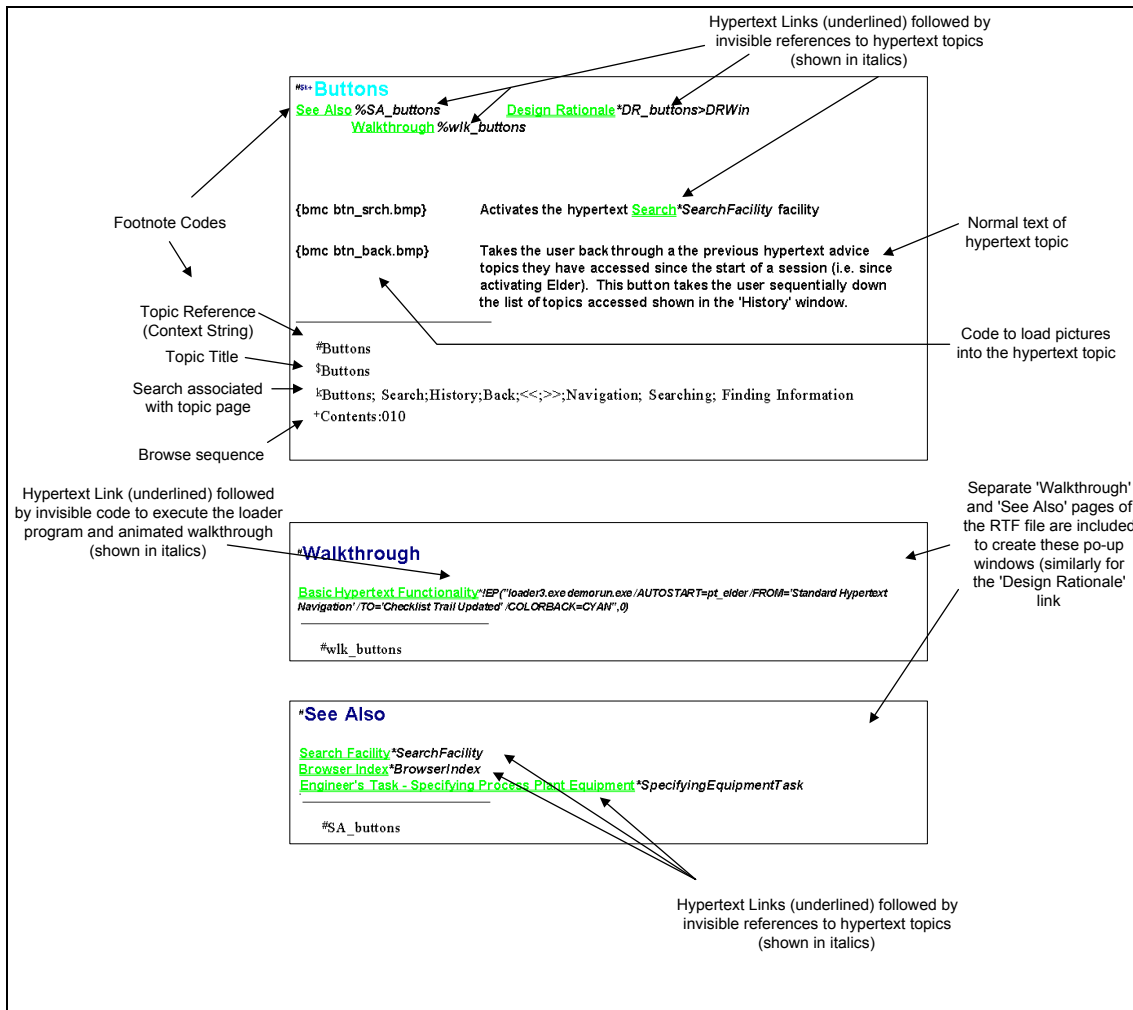 Hypertext Links (underlined) followed by
invisible references to hypertext topics
(shown in italics)
#$k+ Buttons
See Also %SA_buttons Design Rationale*DR_buttons>DRWin
Walkthrough %wlk_buttons
{bmc btn_srch.bmp} Activates the hypertext Search*SearchFacility facility
Footnote Codes
Normal text of
hypertext topic
{bmc btn_back.bmp} Takes the user back through a the previous hypertext advice
topics they have accessed since the start of a session (i.e. since
activating Elder). This button takes the user sequentially down
the list of topics accessed shown in the 'History' window.
Topic Reference
(Context String)
Topic Title
Search associated
with topic page
Browse sequence
#Buttons
$Buttons
kButtons; Search;History;Back;<<;>>;Navigation; Searching; Finding Information
+Contents:010
Code to load pictures
into the hypertext topic
Hypertext Link (underlined) followed
by invisible code to execute the loader
program and animated walkthrough
(shown in italics)
Separate 'Walkthrough'
and 'See Also' pages of
the RTF file are included
to create these po-up
windows (similarly for
the 'Design Rationale'
link
#Walkthrough
Basic Hypertext Functionality*!EP("loader3.exe demorun.exe /AUTOSTART=pt_elder /FROM='Standard Hypertext
Navigation' /TO='Checklist Trail Updated' /COLORBACK=CYAN",0)
#wlk_buttons
#See Also
Search Facility*SearchFacility
Browser Index*BrowserIndex
Engineer's Task - Specifying Process Plant Equipment*SpecifyingEquipmentTask
#SA_buttons
Hypertext Links (underlined) followed by
invisible references to hypertext topics
(shown in italics)